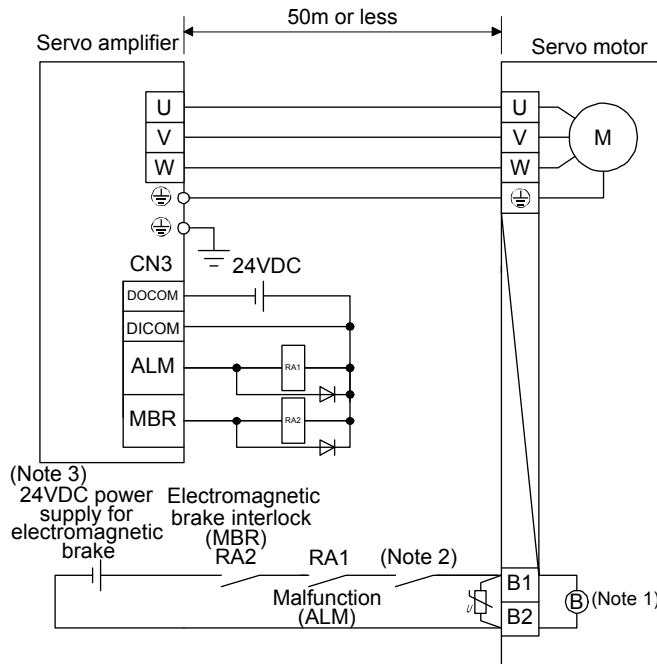 50m or less
Servo amplifier
Servo motor
U
U
V
V
M
W
W
CN3
24VDC
DOCOM
DICOM
ALM
RA1
MBR
RA2
(Note 3)
24VDC power
supply for
electromagnetic
brake
Electromagnetic
brake interlock
(MBR)
RA2
RA1
(Note 2)
Malfunction
(ALM)
U
B1
B2
B
(Note 1)